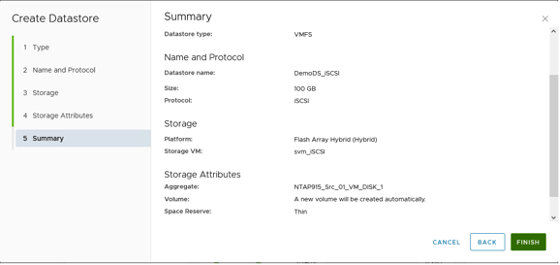 Create Datastore
1 Type
2 Name and Protocol
3 Storage
4 Storage Attributes
5 Summary
Summary
Datastore type: VMFS
Name and Protocol
Datastore name: DemoDS_iSCSI
Size: 100 GB
Protocol: iSCSI
Storage
Platform: Flash Array Hybrid (Hybrid)
Storage VM: svm_iSCSI
Storage Attributes
Aggregate: NTAP915_Src_01_VM_DISK_1
Volume: A new volume will be created automatically.
Space Reserve: Thin
CANCEL BACK FINISH